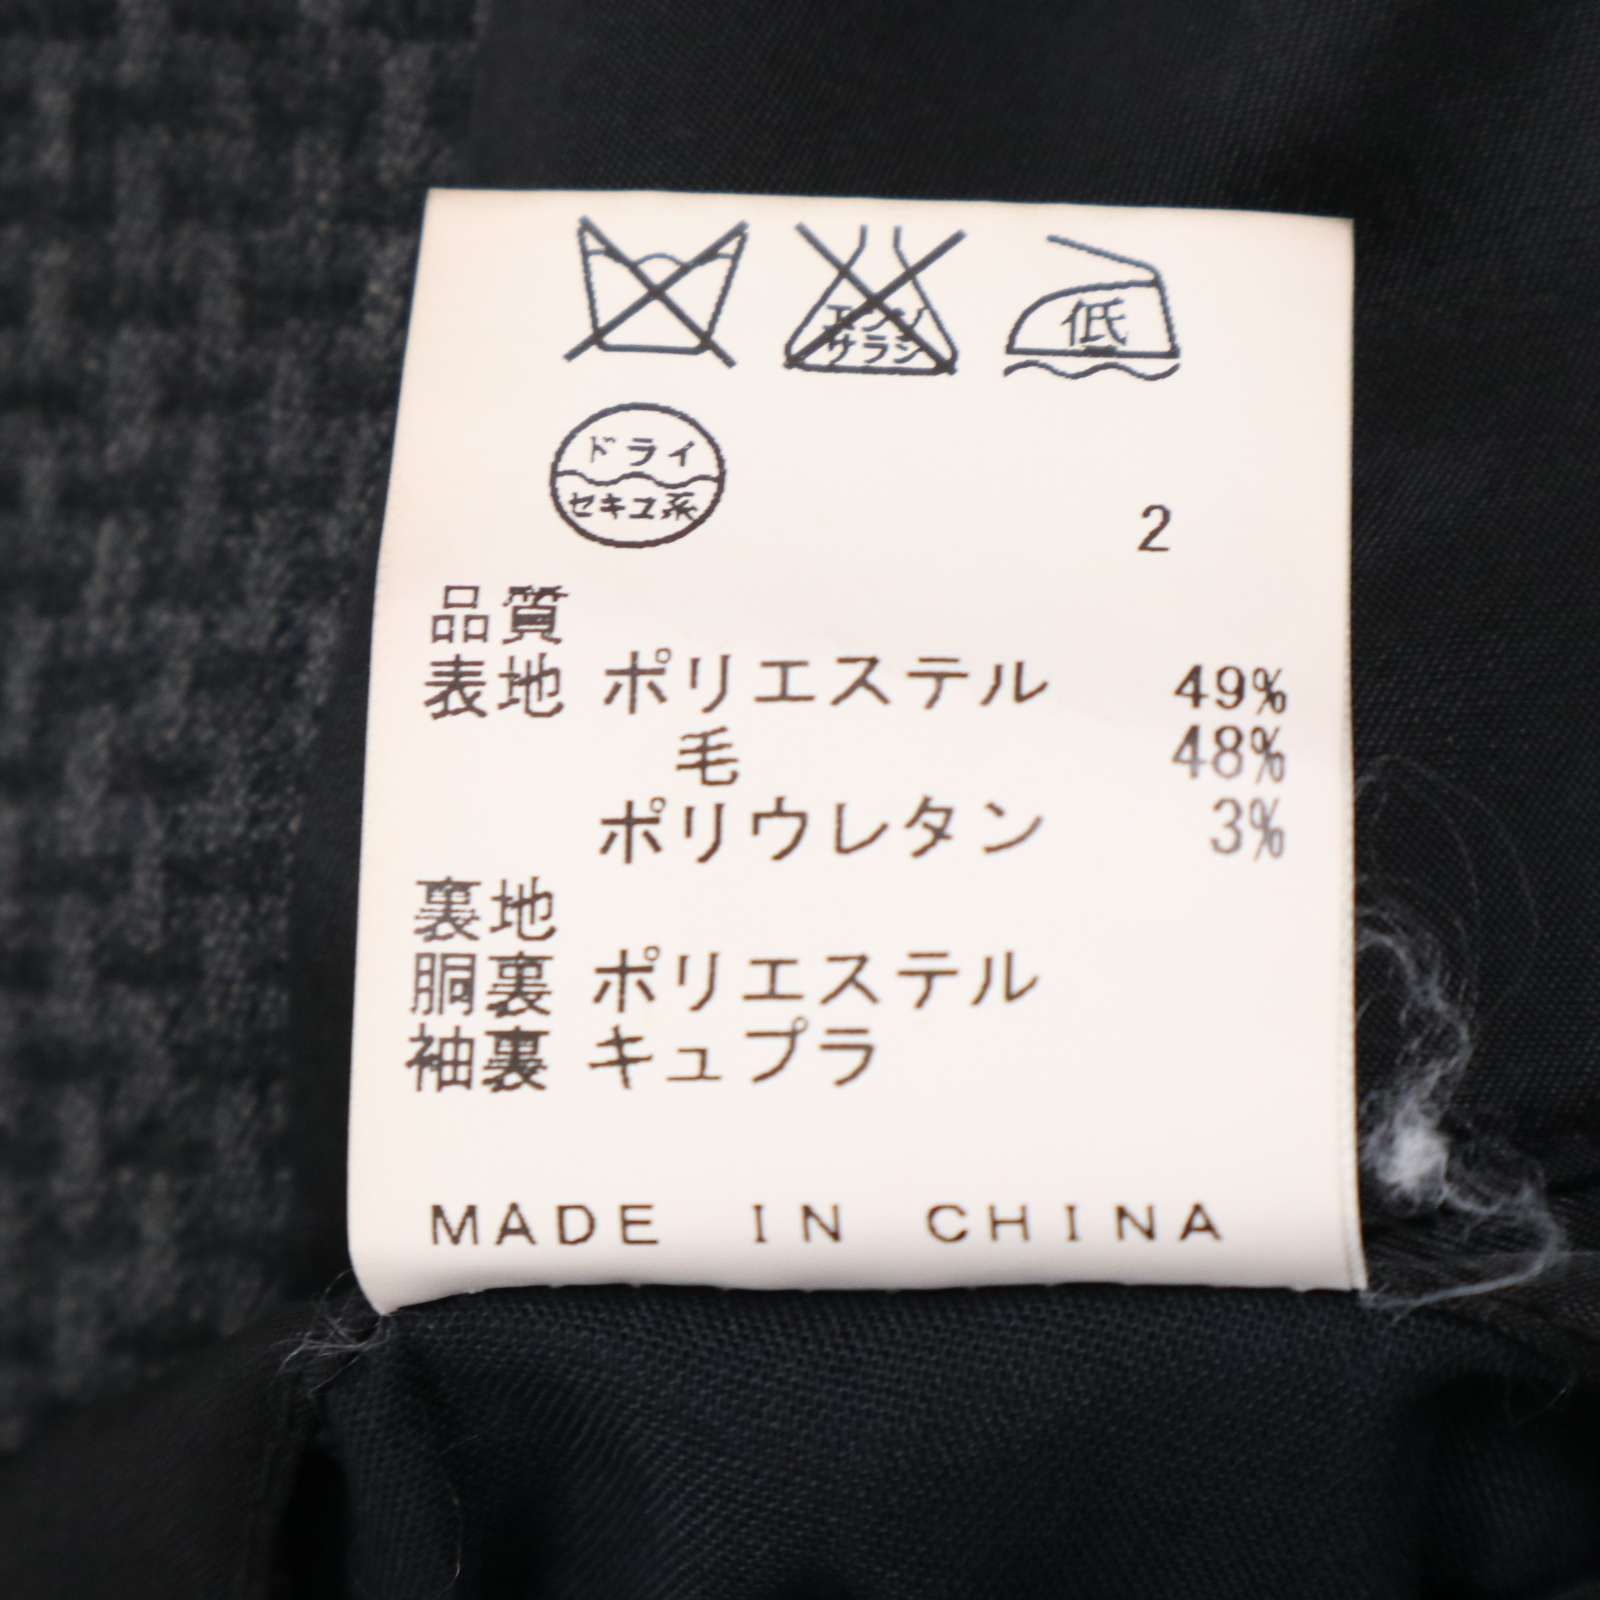 エンソ
サラシ
低
ドライ
セキユ系
2
品質
表地 ポリエステル 49%
毛 48%
ポリウレタン 3%
裏地
胴裏 ポリエステル
袖裏 キュプラ
MADE IN CHINA